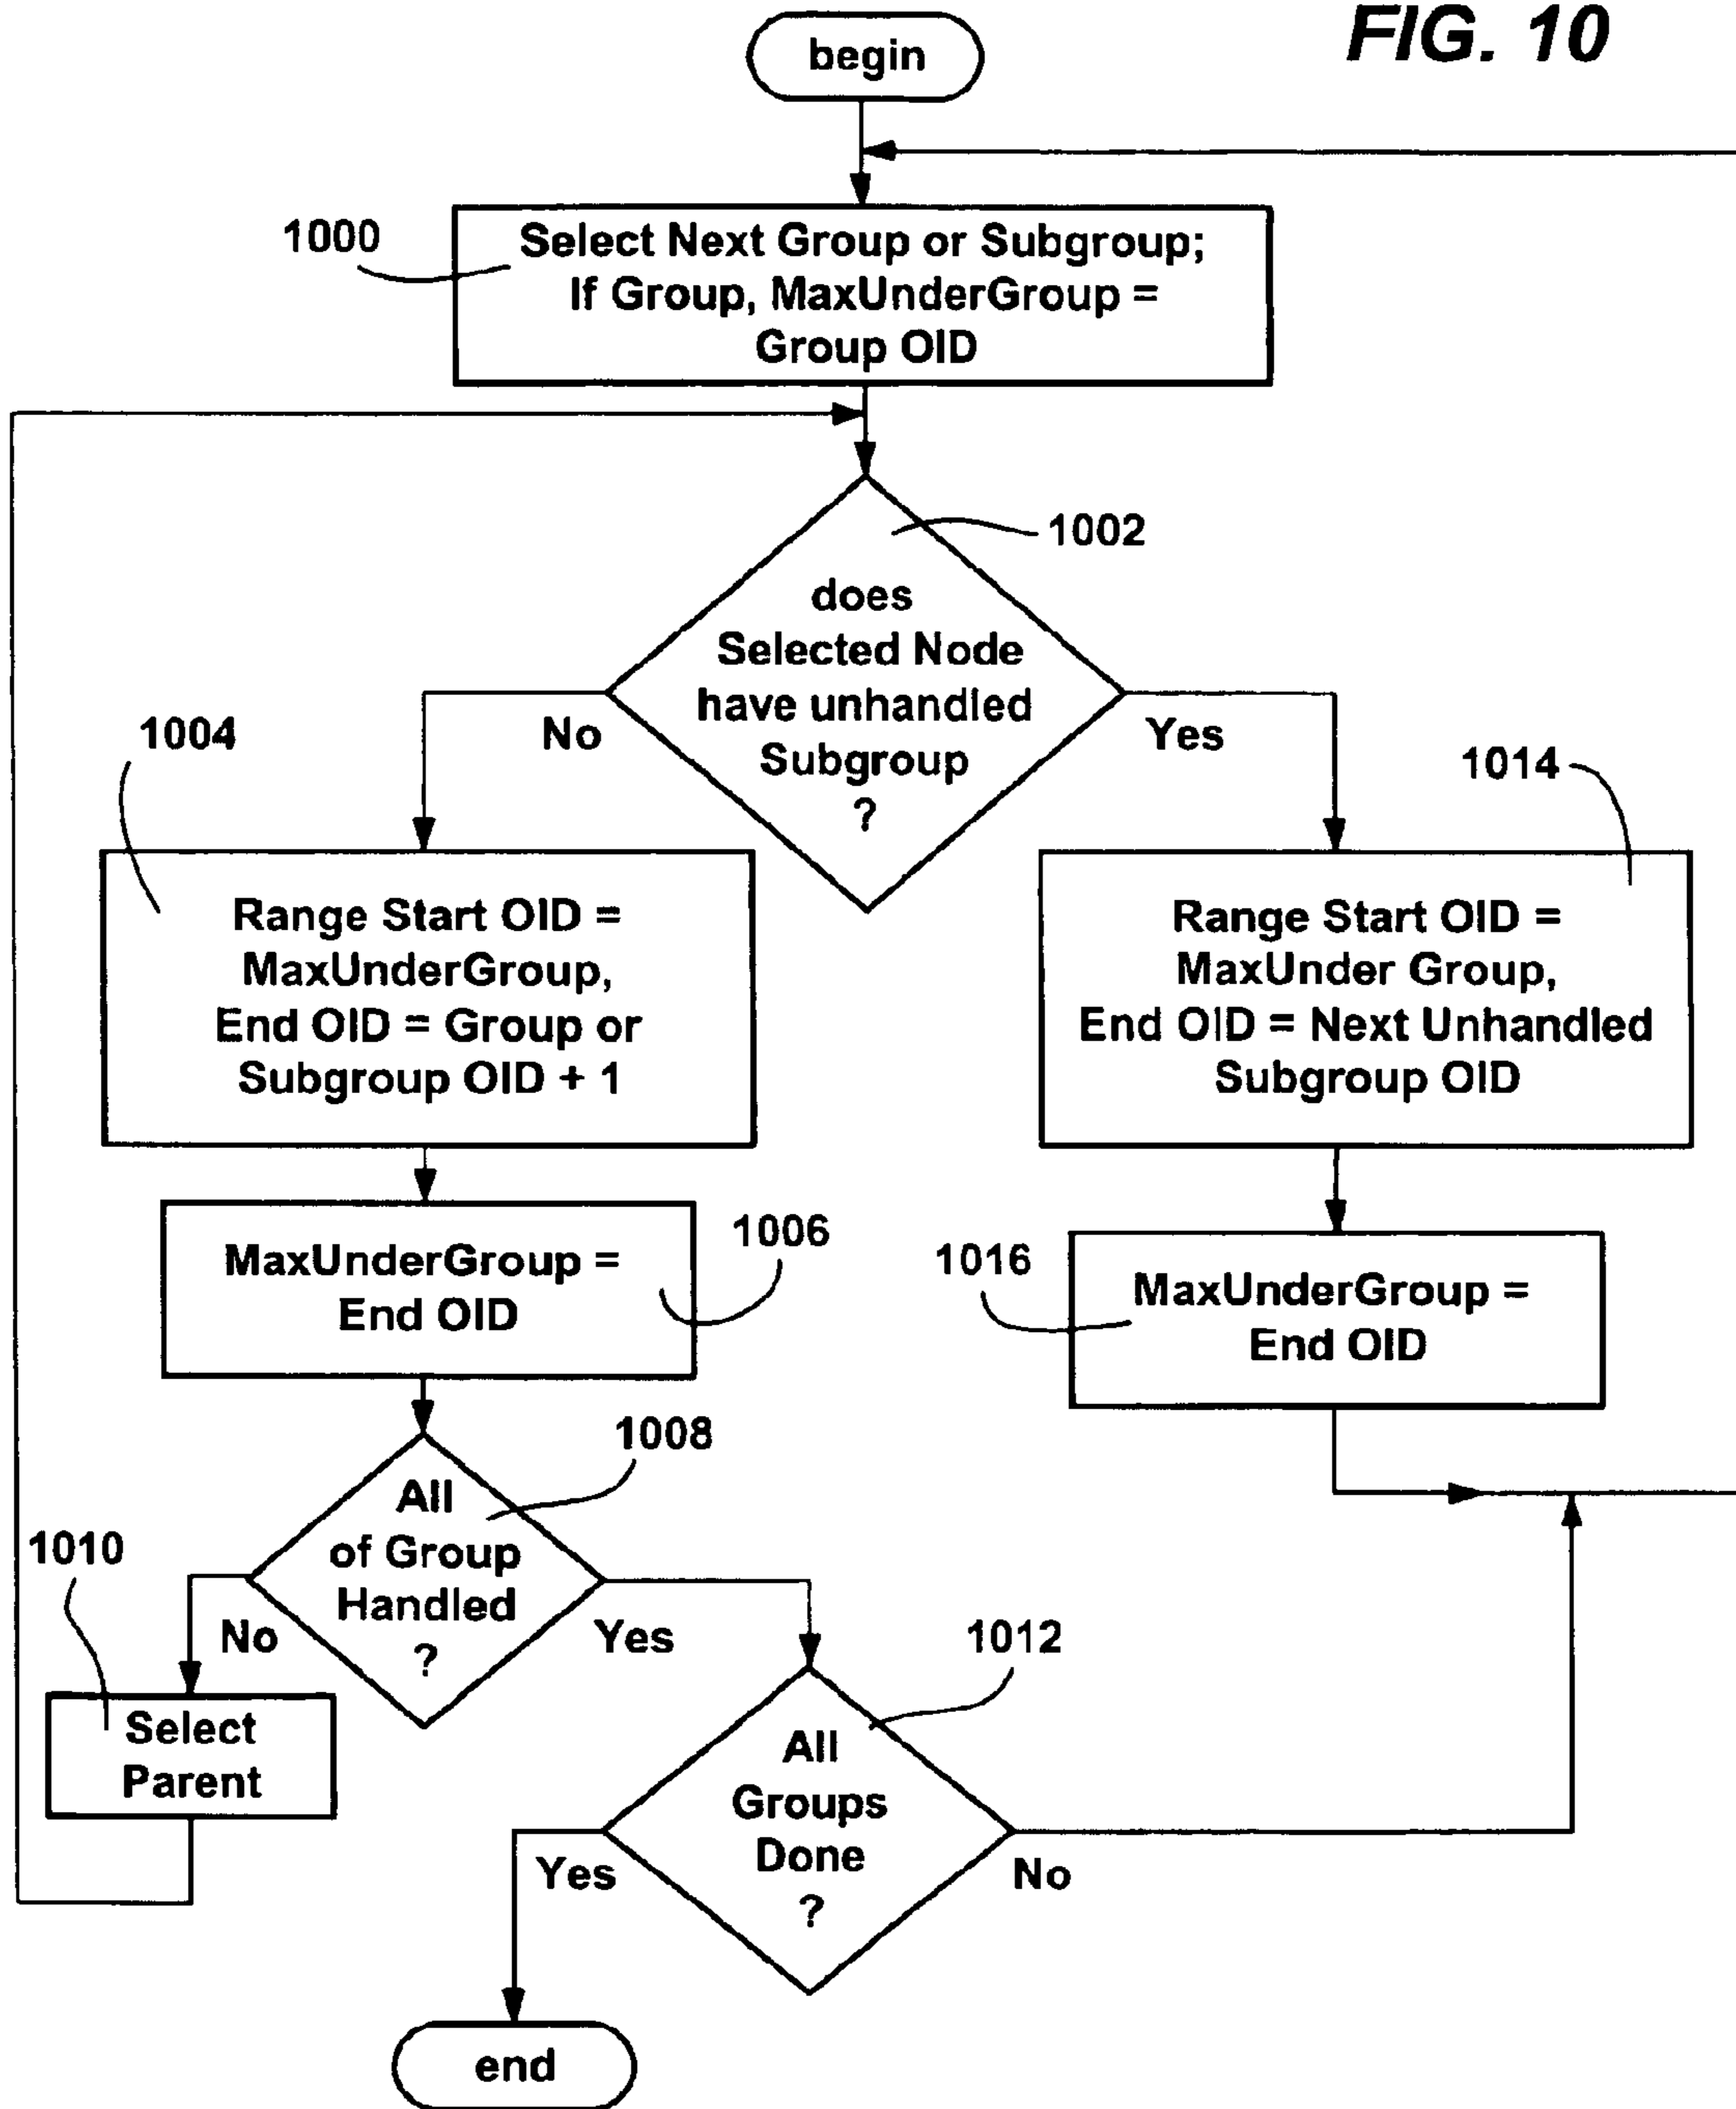 FIG. 10
begin
1000
Select Next Group or Subgroup;
If Group, MaxUnderGroup =
Group OID
1002
does
Selected Node
have unhandled
Subgroup
?
No
Yes
1004
Range Start OID =
MaxUnderGroup,
End OID = Group or
Subgroup OID + 1
1014
Range Start OID =
MaxUnder Group,
End OID = Next Unhandled
Subgroup OID
1006
MaxUnderGroup =
End OID
1016
MaxUnderGroup =
End OID
1008
All
of Group
Handled
?
No
Yes
1010
Select
Parent
1012
All
Groups
Done
?
Yes
No
end